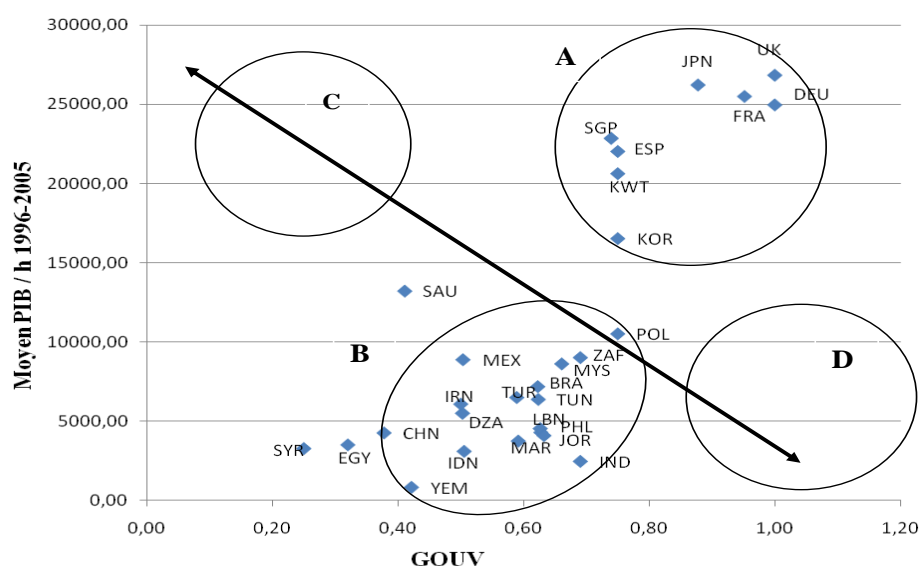 Moyen PIB / h 1996-2005
30000,00
25000,00
20000,00
15000,00
10000,00
5000,00
0,00
A
UK
JPN
DEU
FRA
C
SGP
ESP
KWT
KOR
SAU
POL
B
D
MEX
ZAF
MYS
BRA
TUR
TUN
IRN
DZA
LBN
PHL
CHN
MAR
JOR
SYR
EGY
IDN
IND
YEM
0,00 0,20 0,40 0,60 0,80 1,00 1,20
GOUV